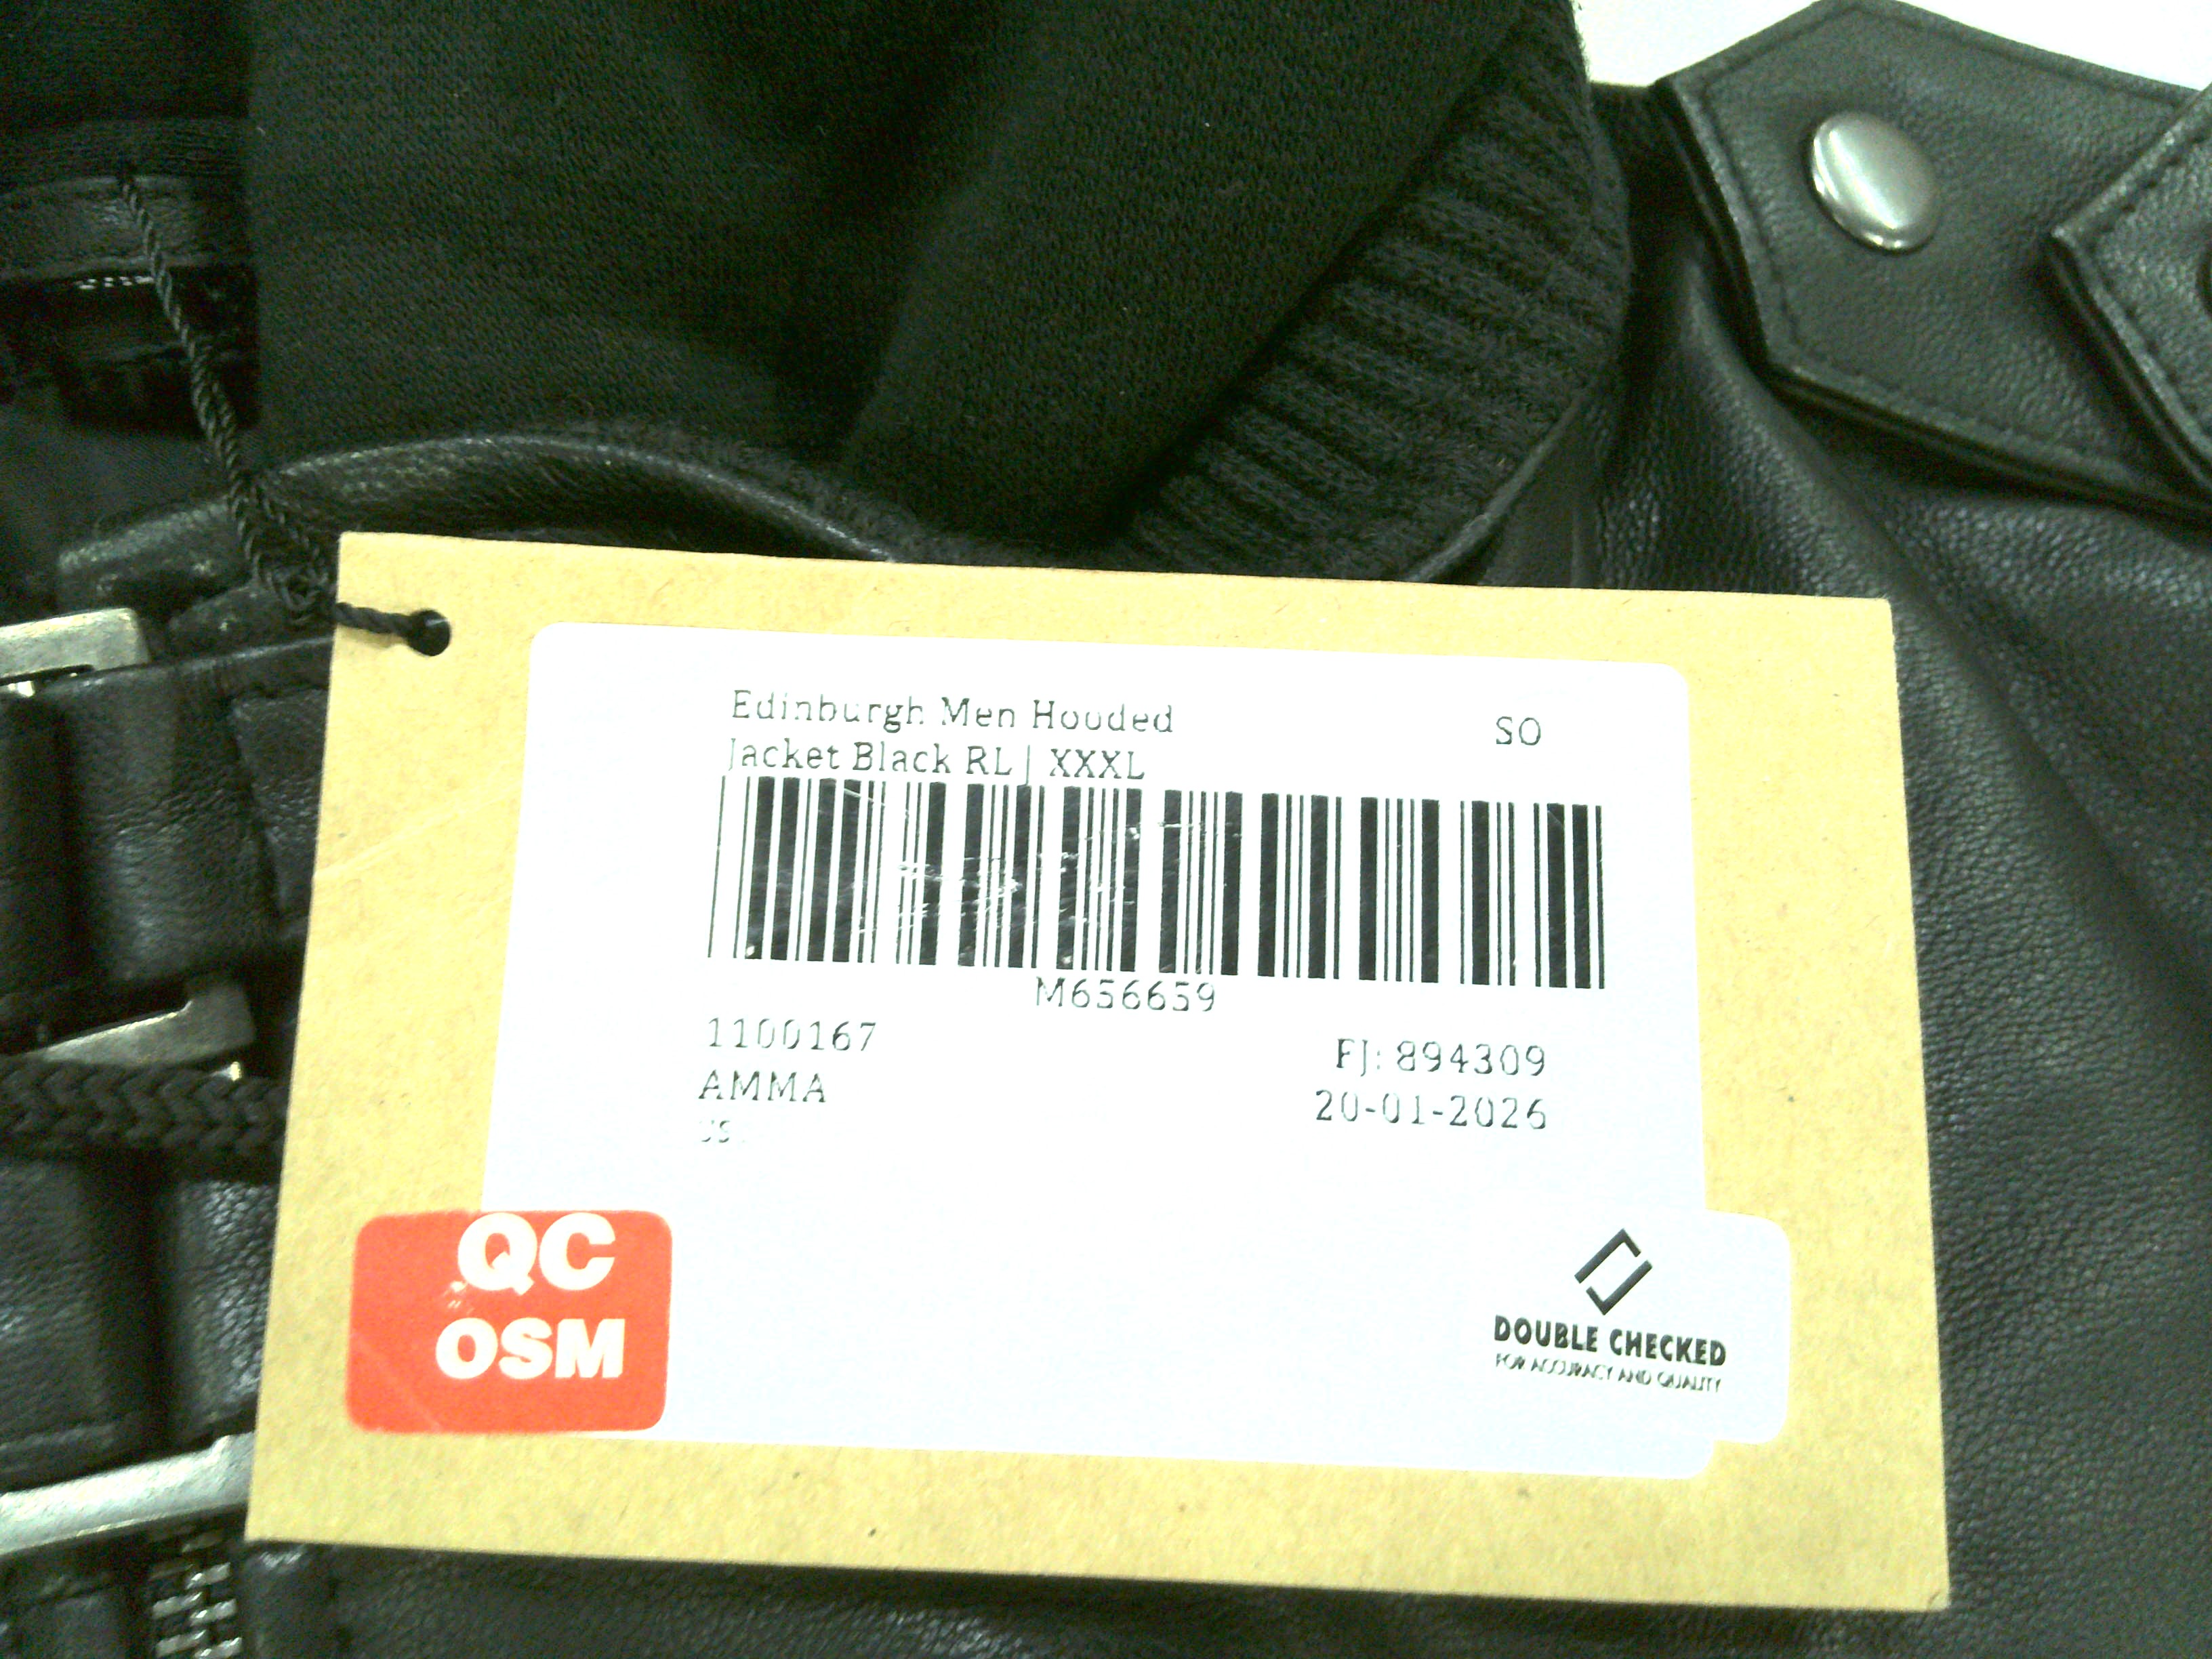 Edinburgh Men Hooded
Jacket Black RL | XXXL
SO
M656659
1100167
AMMA
FJ: 894309
20-01-2026
QC
OSM
DOUBLE CHECKED
FOR ACCURACY AND QUALITY